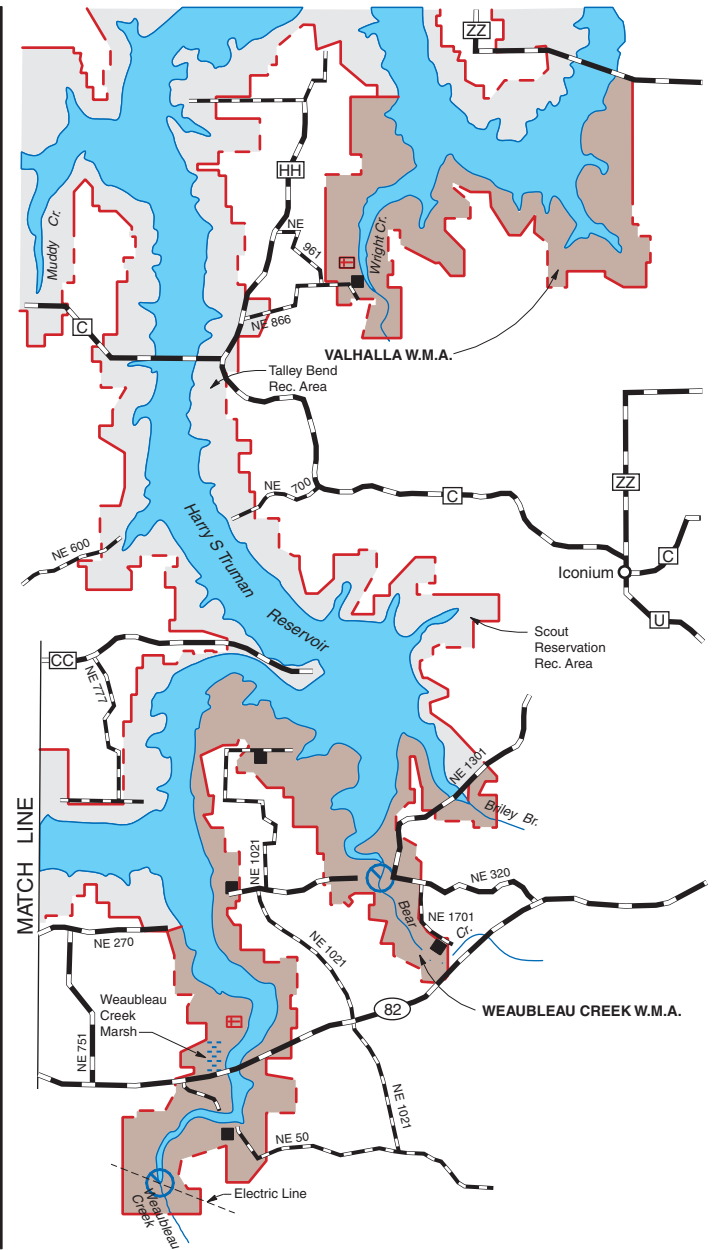 ZZ
HH
Muddy Cr.
NE
961
Wright Cr.
C
NE 866
VALHALLA W.M.A.
Talley Bend
Rec. Area
ZZ
NE 700
C
Harry S Truman
Reservoir
NE 600
Iconium
C
U
Scout
Reservation
Rec. Area
CC
NE 777
NE 1301
Briley Br.
MATCH LINE
NE 1021
NE 320
Bear
Cr.
NE 1701
NE 270
NE 1021
Weaubleau
Creek
Marsh
82
WEAUBLEAU CREEK W.M.A.
NE 751
NE 1021
NE 50
Electric Line
Weaubleau
Creek